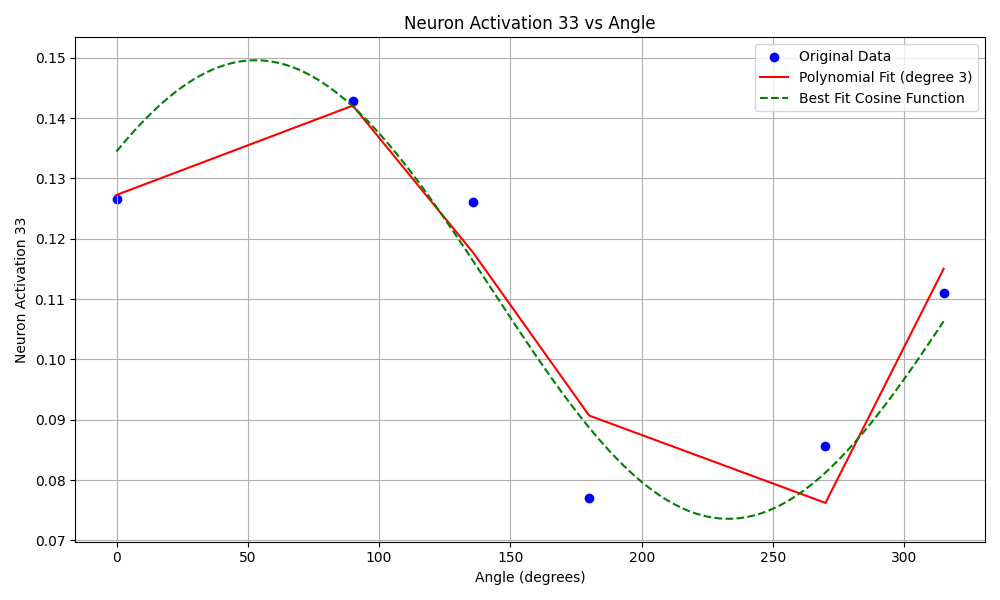 Neuron Activation 33 vs Angle
Original Data
Polynomial Fit (degree 3)
Best Fit Cosine Function
Neuron Activation 33
0.15
0.14
0.13
0.12
0.11
0.10
0.09
0.08
0.07
0 50 100 150 200 250 300
Angle (degrees)